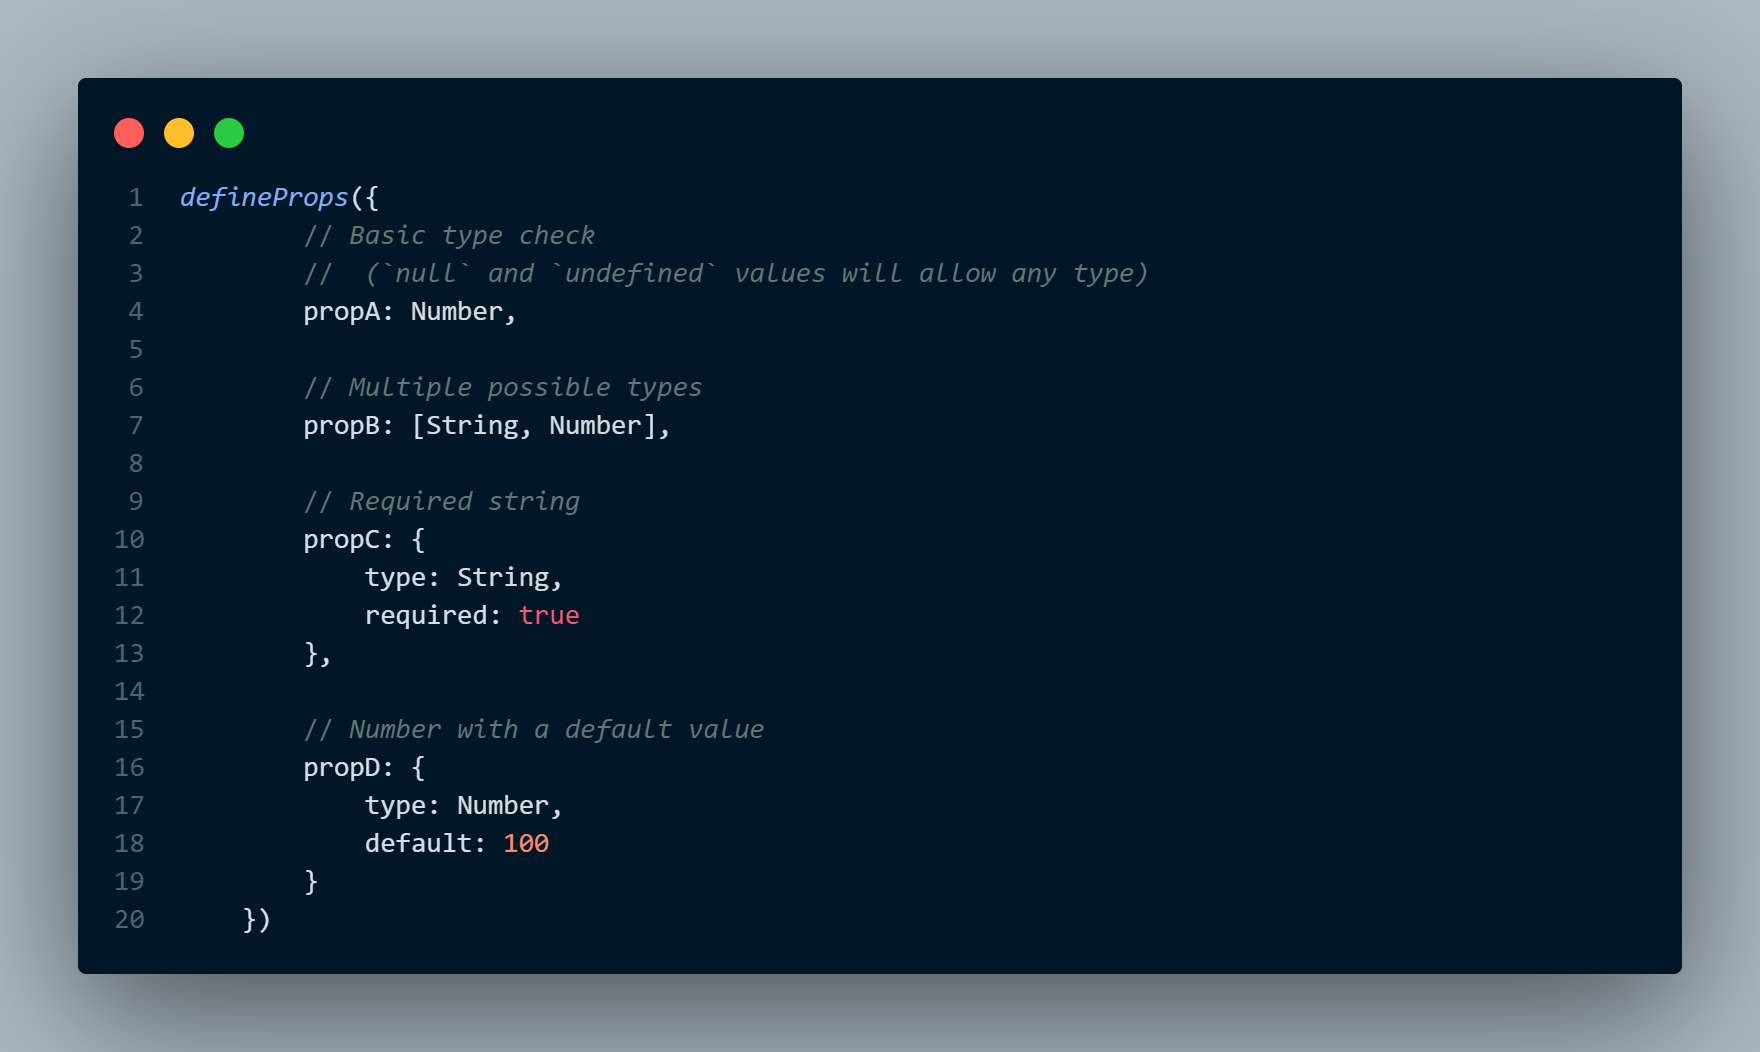 1 defineProps({
2 // Basic type check
3 //  (`null` and `undefined` values will allow any type)
4 propA: Number,
5
6 // Multiple possible types
7 propB: [String, Number],
8
9 // Required string
10 propC: {
11 type: String,
12 required: true
13 },
14
15 // Number with a default value
16 propD: {
17 type: Number,
18 default: 100
19 }
20 })